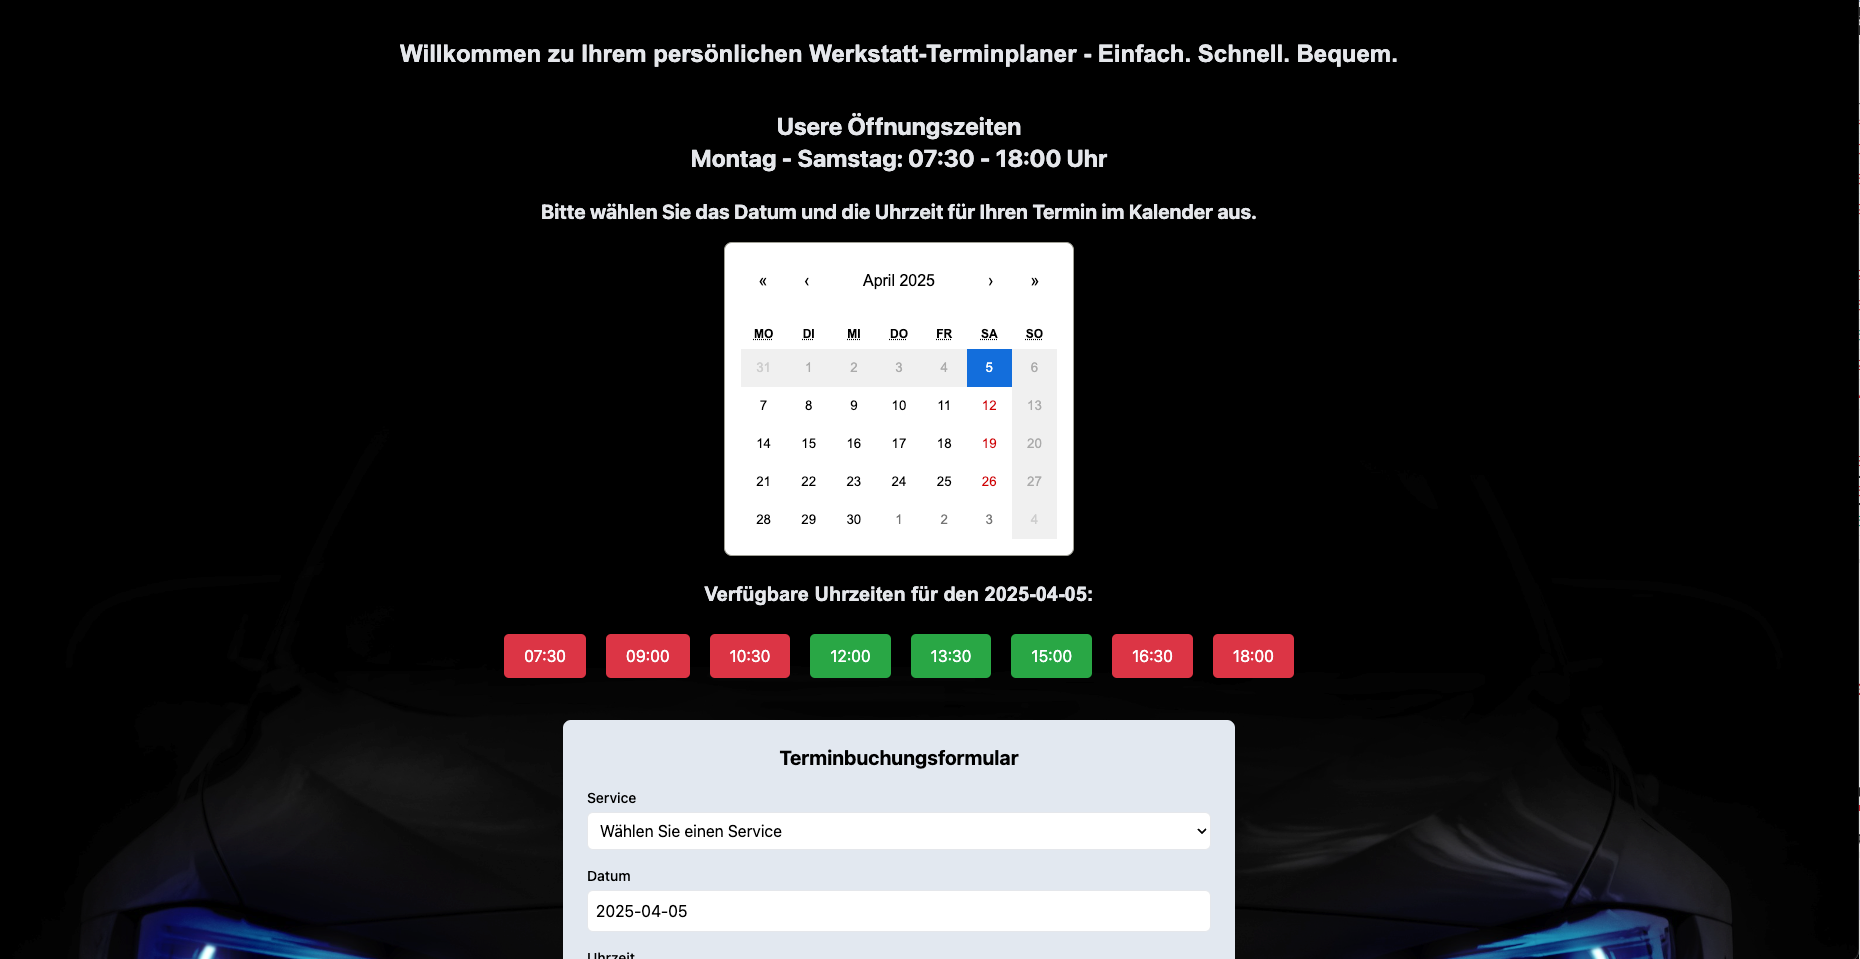 Willkommen zu Ihrem persönlichen Werkstatt-Terminplaner - Einfach. Schnell. Bequem.
Usere Öffnungszeiten
Montag - Samstag: 07:30 - 18:00 Uhr
Bitte wählen Sie das Datum und die Uhrzeit für Ihren Termin im Kalender aus.
« ‹ April 2025 › »
MO DI MI DO FR SA SO
31 1 2 3 4 5 6
7 8 9 10 11 12 13
14 15 16 17 18 19 20
21 22 23 24 25 26 27
28 29 30 1 2 3 4
Verfügbare Uhrzeiten für den 2025-04-05:
07:30 09:00 10:30 12:00 13:30 15:00 16:30 18:00
Terminbuchungsformular
Service
Wählen Sie einen Service
Datum
2025-04-05
Uhrzeit